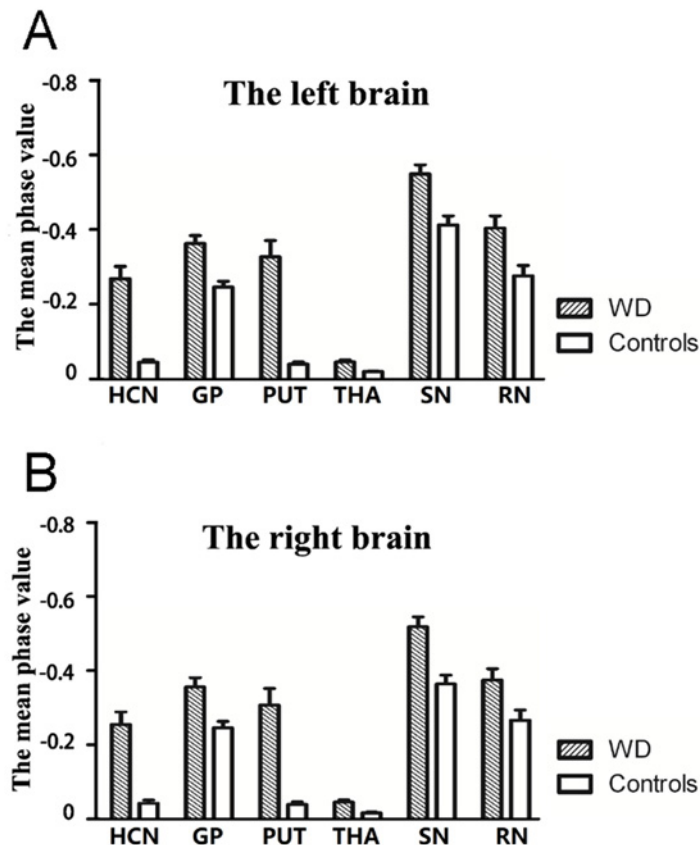 A
The left brain
The mean phase value
-0.8
-0.6
-0.4
-0.2
0
HCN GP PUT THA SN RN
WD
Controls
B
The right brain
The mean phase value
-0.8
-0.6
-0.4
-0.2
0
HCN GP PUT THA SN RN
WD
Controls